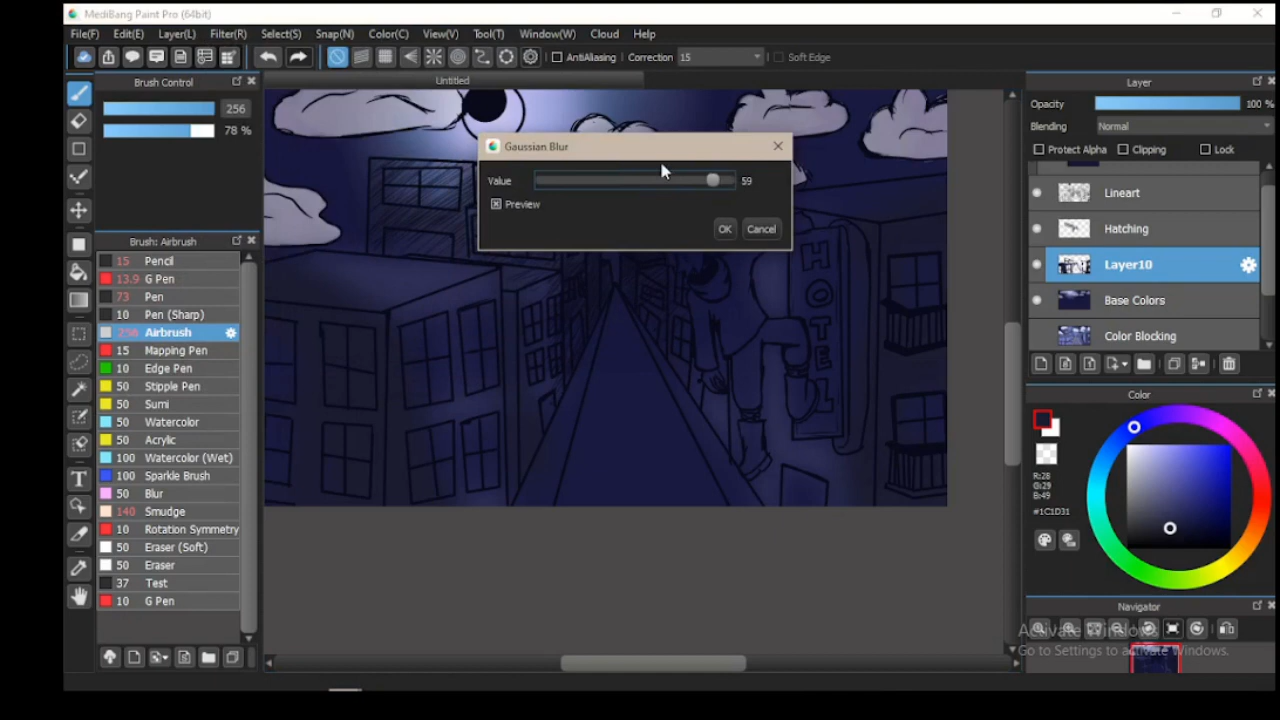 MediBang Paint Pro (64bit)
File(F) Edit(E) Layer(L) Filter(R) Select(S) Snap(N) Color(C) View(V) Tool(T) Window(W) Cloud Help
AntiAliasing Correction 15 Soft Edge
Brush Control
256
78 %
Brush: Airbrush
15 Pencil
13.9 G Pen
73 Pen
10 Pen (Sharp)
256 Airbrush
15 Mapping Pen
10 Edge Pen
50 Stipple Pen
50 Sumi
50 Watercolor
50 Acrylic
100 Watercolor (Wet)
100 Sparkle Brush
50 Blur
140 Smudge
10 Rotation Symmetry
50 Eraser (Soft)
50 Eraser
37 Test
10 G Pen
Untitled
Gaussian Blur
Value 59
Preview
OK Cancel
HOTEL
Layer
Opacity 100 %
Blending Normal
Protect Alpha Clipping Lock
Lineart
Hatching
Layer10
Base Colors
Color Blocking
Color
R:28
G:29
B:49
#1C1D31
Navigator
Activate Windows
Go to Settings to activate Windows.